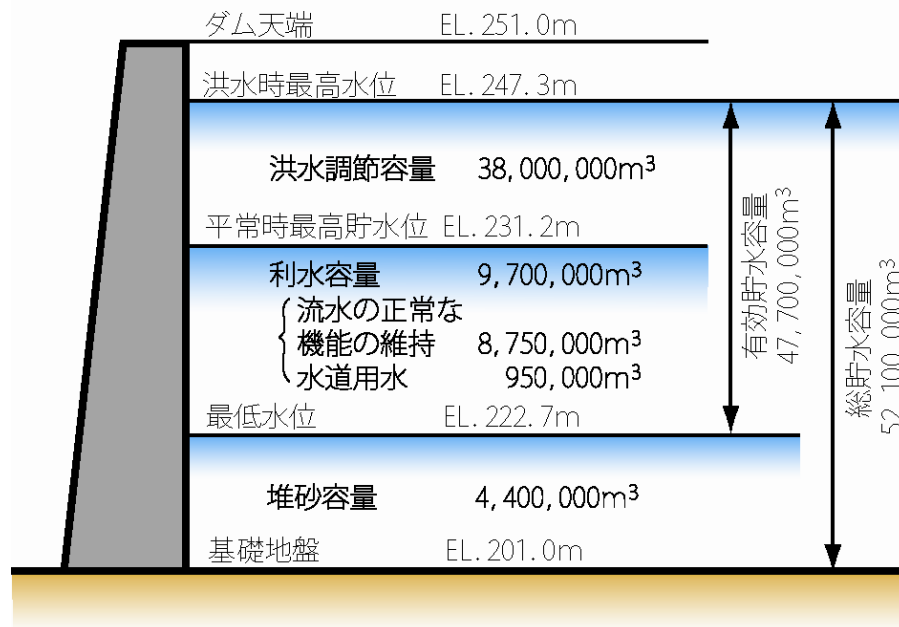 ダム天端 EL.251.0m
洪水時最高水位 EL.247.3m
洪水調節容量 38,000,000m³
平常時最高貯水位 EL.231.2m
利水容量 9,700,000m³
流水の正常な
機能の維持 8,750,000m³
水道用水 950,000m³
最低水位 EL.222.7m
堆砂容量 4,400,000m³
基礎地盤 EL.201.0m
有効貯水容量
47,700,000m³
総貯水容量
52,100,000m³